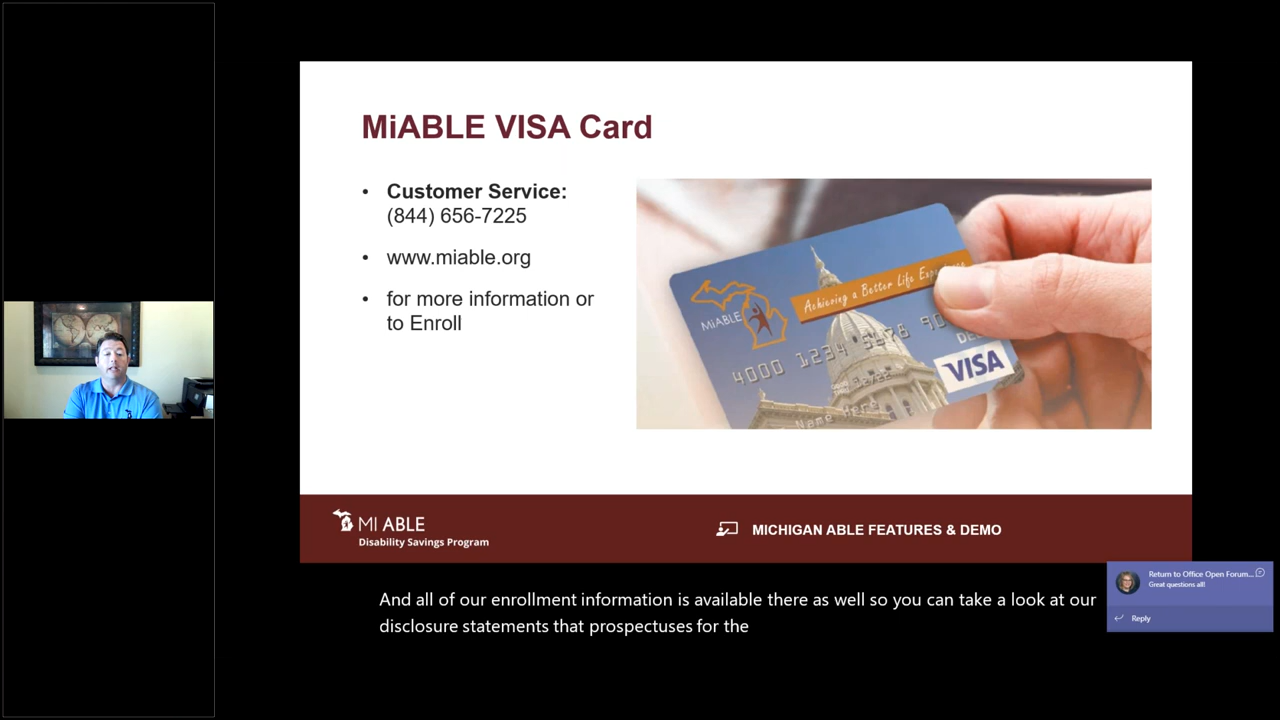 MiABLE VISA Card
• Customer Service:
(844) 656-7225
• www.miable.org
• for more information or
to Enroll
MIABLE
Achieving a Better Life
4000 1234 5678 90
VISA
Name Here
MI ABLE
Disability Savings Program
MICHIGAN ABLE FEATURES & DEMO
Return to Office Open Forum...
Great questions all!
Reply
And all of our enrollment information is available there as well so you can take a look at our
disclosure statements that prospectuses for the